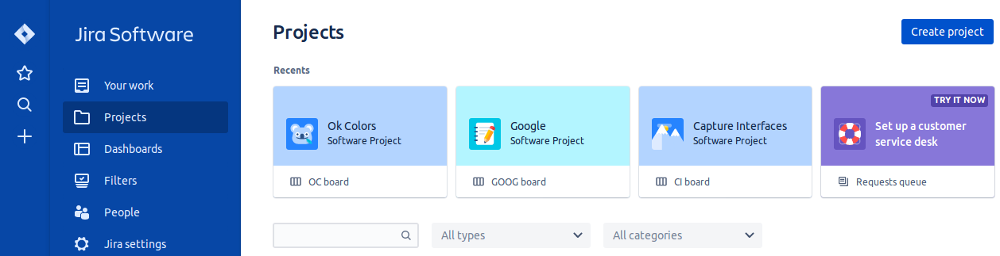 Jira Software
Your work
Projects
Dashboards
Filters
People
Jira settings
Projects
Create project
Recents
Ok Colors
Software Project
OC board
Google
Software Project
GOOG board
Capture Interfaces
Software Project
CI board
TRY IT NOW
Set up a customer
service desk
Requests queue
All types
All categories